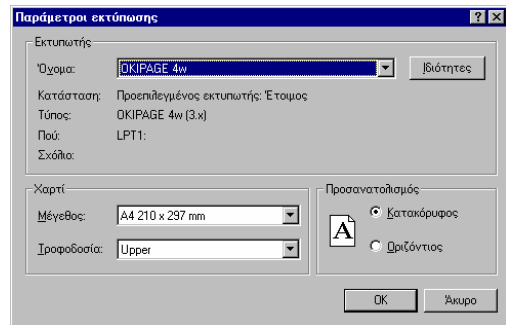 Παράμετροι εκτύπωσης
Εκτυπωτής
Όνομα: OKIPAGE 4w Ιδιότητες
Κατάσταση: Προεπιλεγμένος εκτυπωτής: Έτοιμος
Τύπος: OKIPAGE 4w (3.x)
Πού: LPT1:
Σχόλιο:
Χαρτί
Μέγεθος: A4 210 x 297 mm
Τροφοδοσία: Upper
Προσανατολισμός
A
Κατακόρυφος
Οριζόντιος
OK Άκυρο